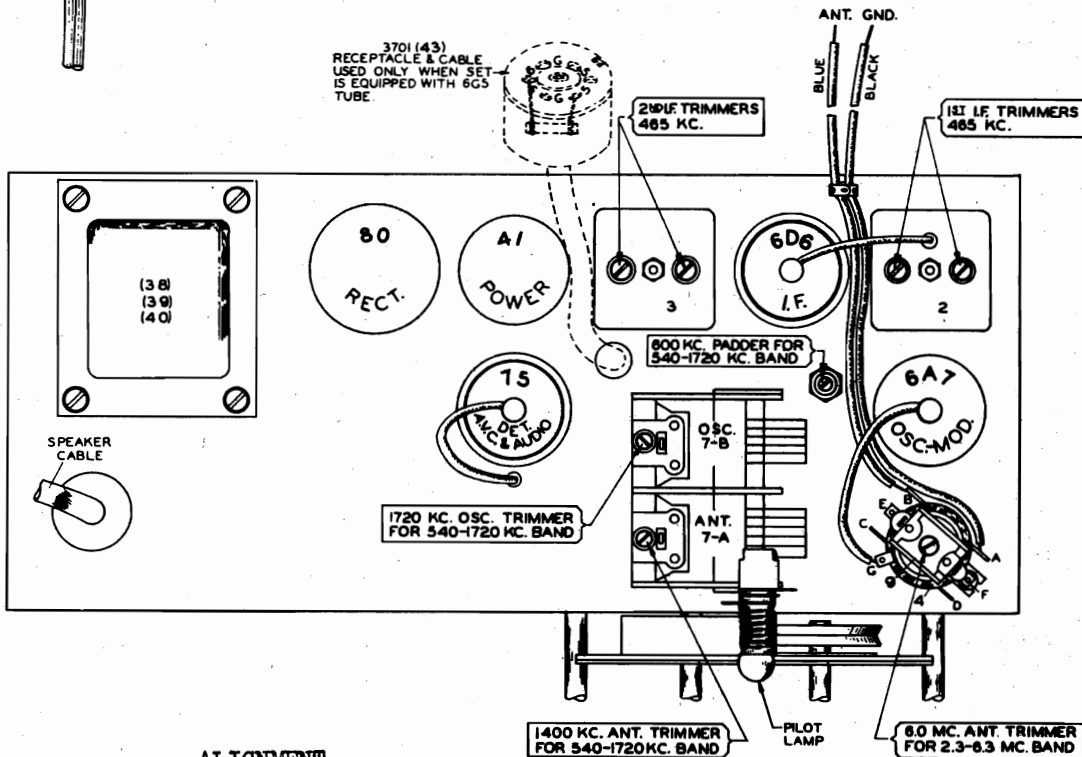 ANT. GND.
BLUE
BLACK
3701 (43)
RECEPTACLE & CABLE
USED ONLY WHEN SET
IS EQUIPPED WITH 6G5
TUBE.
G
G
2ND I.F. TRIMMERS
465 KC.
1ST I.F. TRIMMERS
465 KC.
(38)
(39)
(40)
80
RECT.
41
POWER
3
6D6
I.F.
2
600 KC. PADDER FOR
540-1720 KC. BAND
75
DET.
A.V.C. & AUDIO
6A7
OSC.-MOD.
SPEAKER
CABLE
OSC.
7-B
ANT.
7-A
1720 KC. OSC. TRIMMER
FOR 540-1720 KC. BAND
B
E
C
A
G
9
4
D
F
PILOT
LAMP
1400 KC. ANT. TRIMMER
FOR 540-1720 KC. BAND
6.0 MC. ANT. TRIMMER
FOR 2.3-6.3 MC. BAND
ALIGNMENT